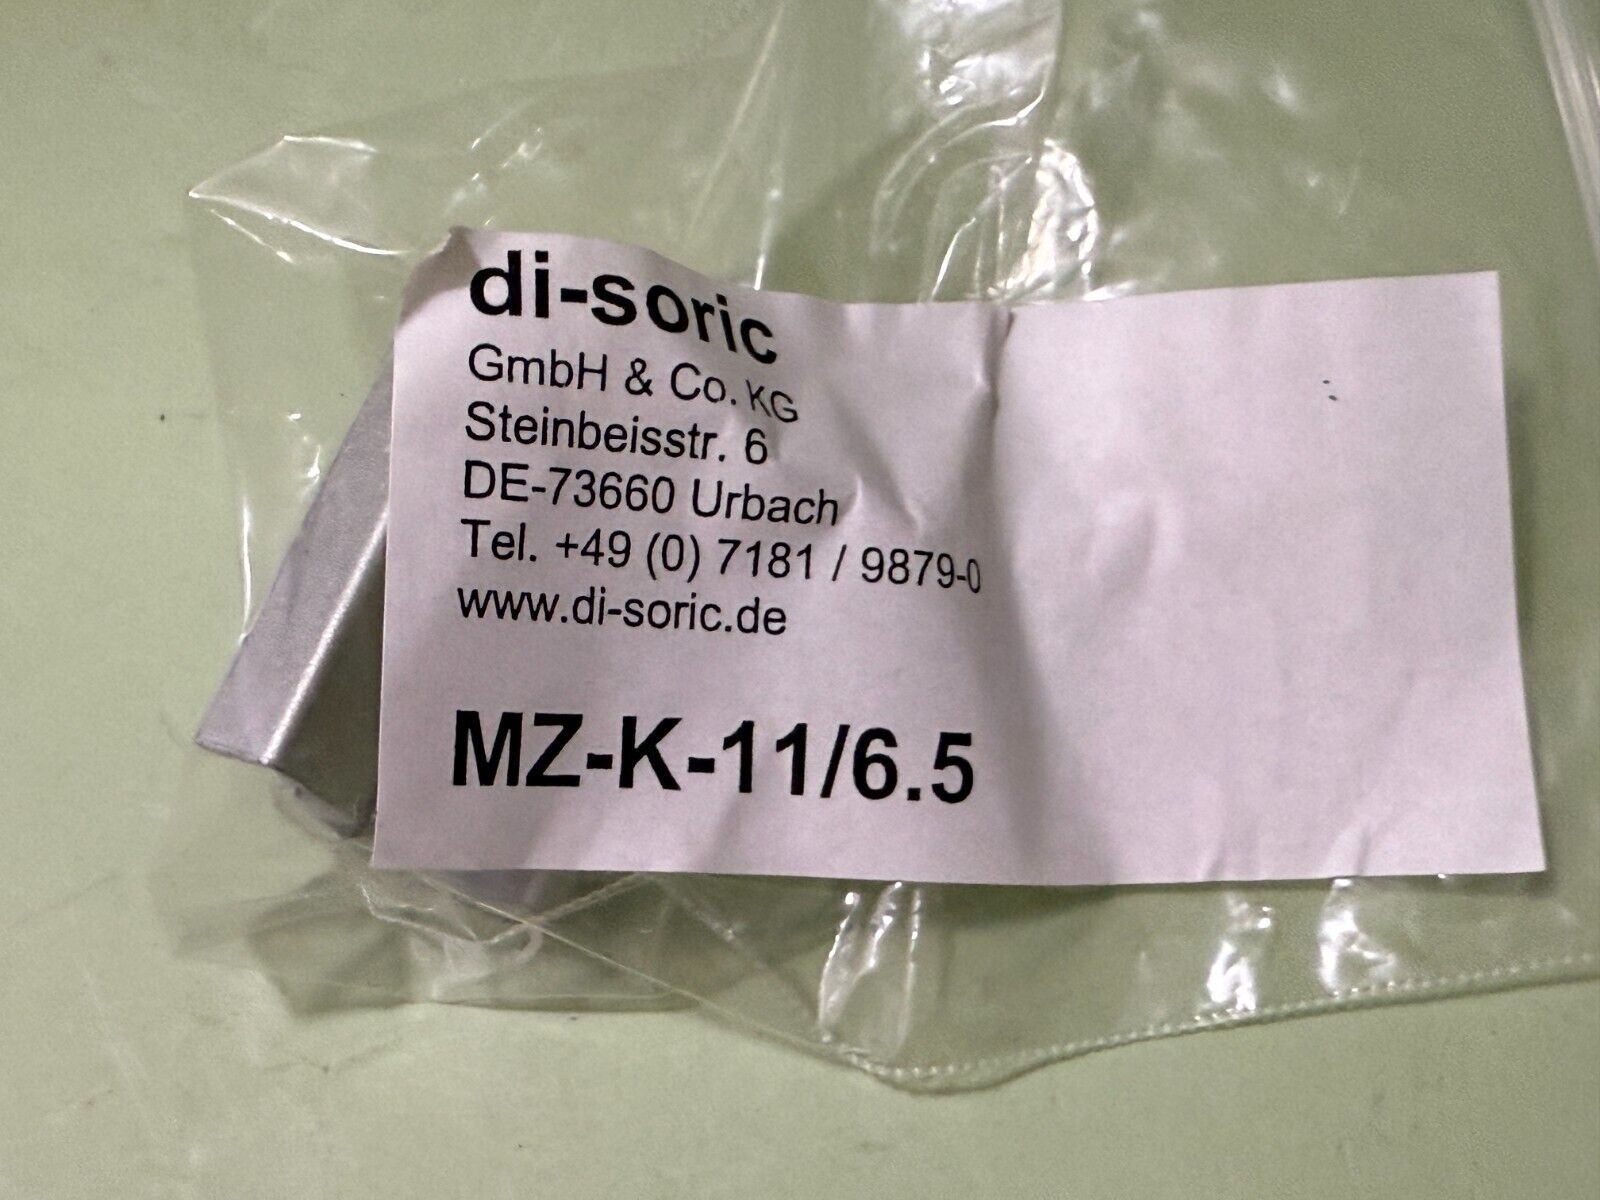 di-soric
GmbH & Co. KG
Steinbeisstr. 6
DE-73660 Urbach
Tel. +49 (0) 7181 / 9879-0
www.di-soric.de
MZ-K-11/6.5